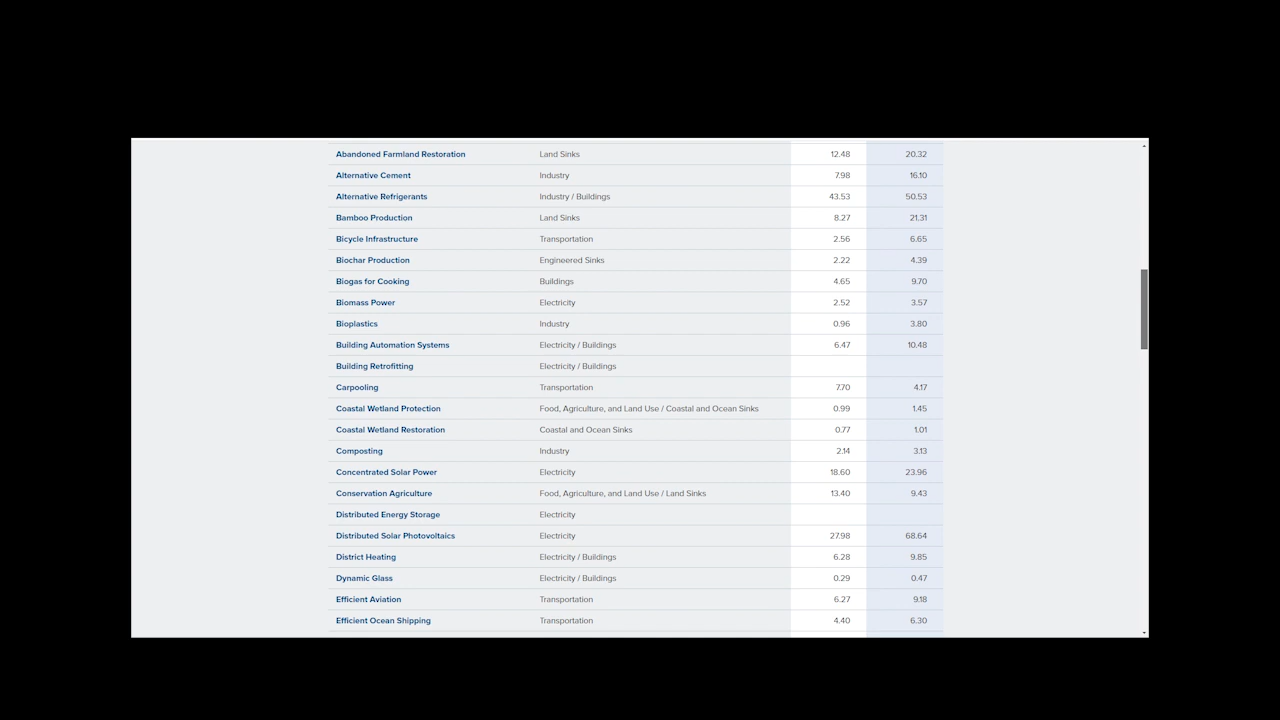 Abandoned Farmland Restoration Land Sinks 12.48 20.32
Alternative Cement Industry 7.98 16.10
Alternative Refrigerants Industry / Buildings 43.53 50.53
Bamboo Production Land Sinks 8.27 21.31
Bicycle Infrastructure Transportation 2.56 6.65
Biochar Production Engineered Sinks 2.22 4.39
Biogas for Cooking Buildings 4.65 9.70
Biomass Power Electricity 2.52 3.57
Bioplastics Industry 0.96 3.80
Building Automation Systems Electricity / Buildings 6.47 10.48
Building Retrofitting Electricity / Buildings
Carpooling Transportation 7.70 4.17
Coastal Wetland Protection Food, Agriculture, and Land Use / Coastal and Ocean Sinks 0.99 1.45
Coastal Wetland Restoration Coastal and Ocean Sinks 0.77 1.01
Composting Industry 2.14 3.13
Concentrated Solar Power Electricity 18.60 23.96
Conservation Agriculture Food, Agriculture, and Land Use / Land Sinks 13.40 9.43
Distributed Energy Storage Electricity
Distributed Solar Photovoltaics Electricity 27.98 68.64
District Heating Electricity / Buildings 6.28 9.85
Dynamic Glass Electricity / Buildings 0.29 0.47
Efficient Aviation Transportation 6.27 9.18
Efficient Ocean Shipping Transportation 4.40 6.30